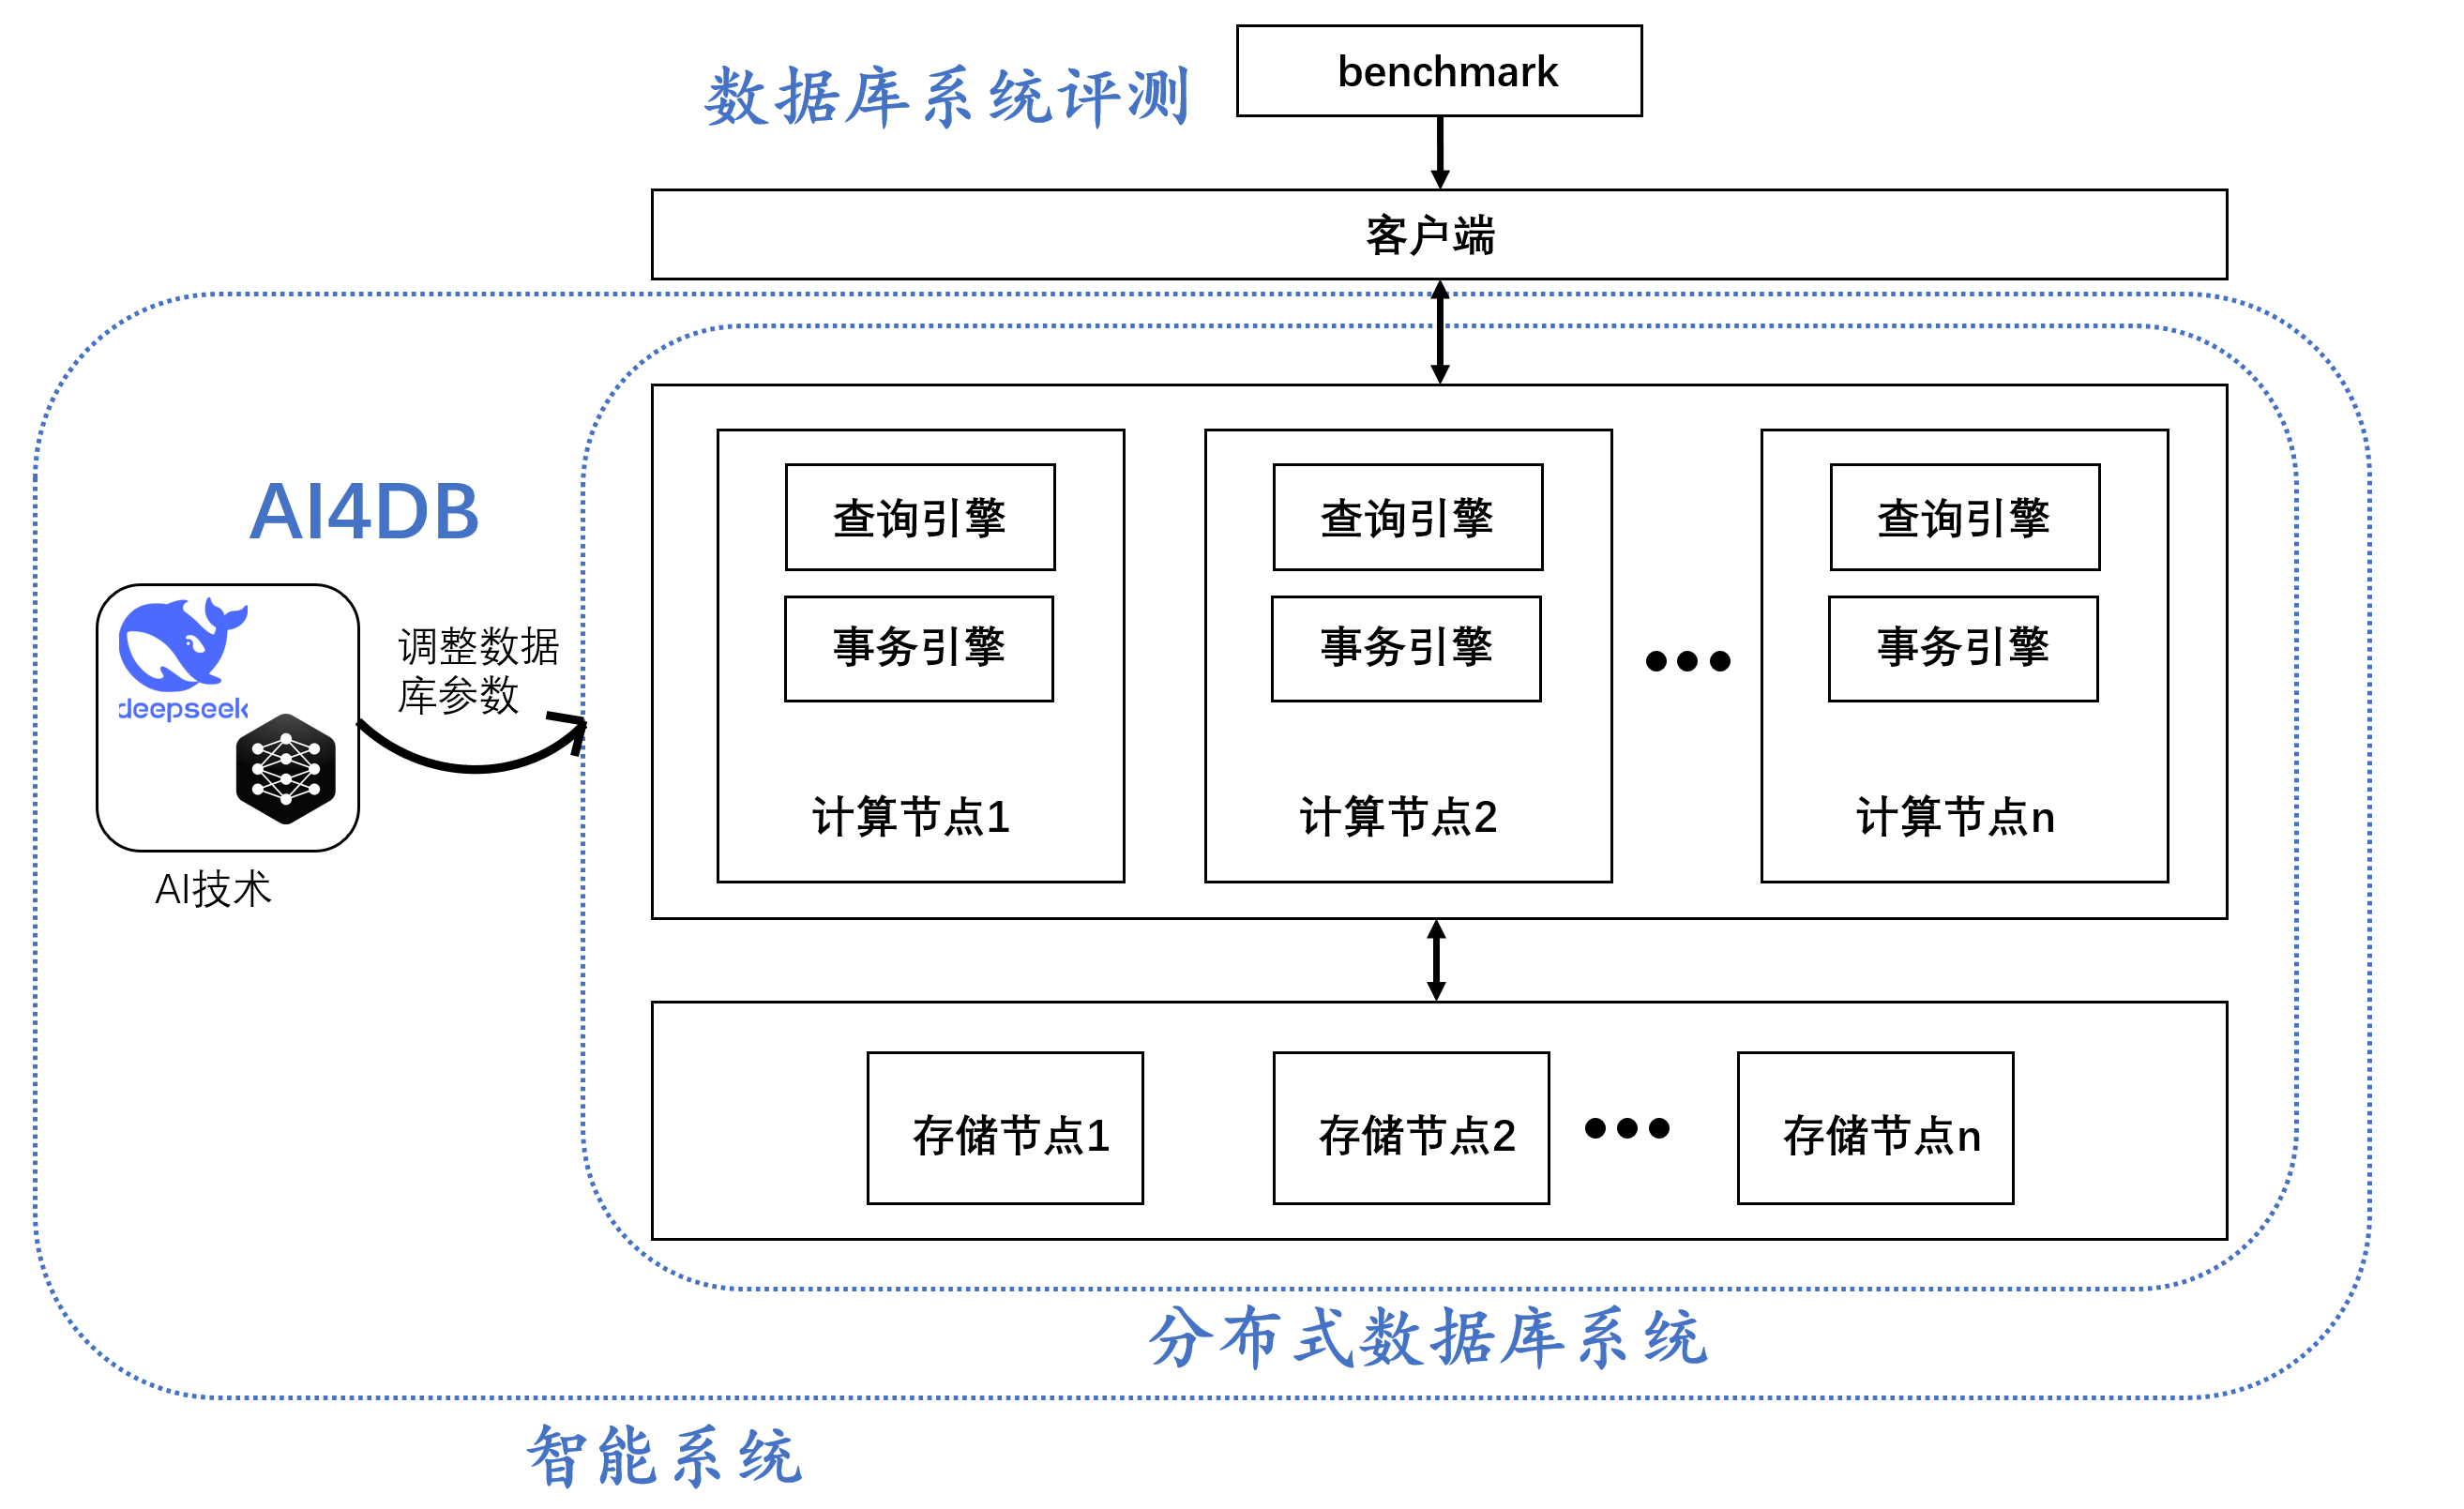 benchmark
数据库系统评测
客户端
AI4DB
查询引擎
查询引擎
查询引擎
事务引擎
事务引擎
事务引擎
调整数据
库参数
deepseek
计算节点1
计算节点2
计算节点n
AI技术
存储节点1
存储节点2
存储节点n
分布式数据库系统
智能系统